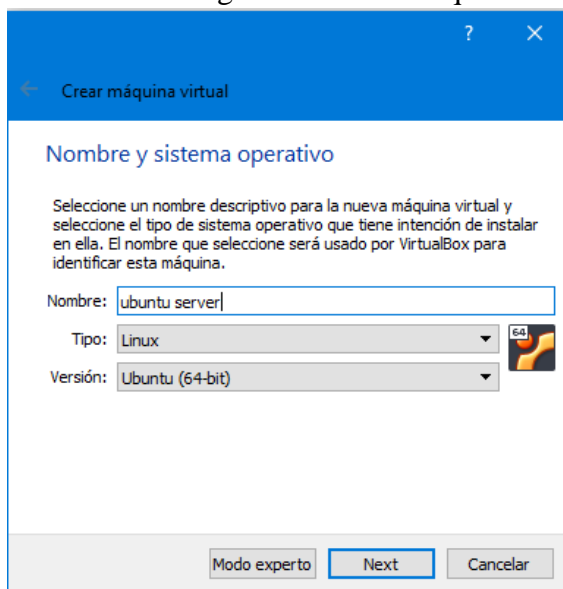 ?
Crear máquina virtual
Nombre y sistema operativo
Seleccione un nombre descriptivo para la nueva máquina virtual y
seleccione el tipo de sistema operativo que tiene intención de instalar
en ella. El nombre que seleccione será usado por VirtualBox para
identificar esta máquina.
Nombre: ubuntu server
Tipo: Linux
64
Versión: Ubuntu (64-bit)
Modo experto Next Cancelar